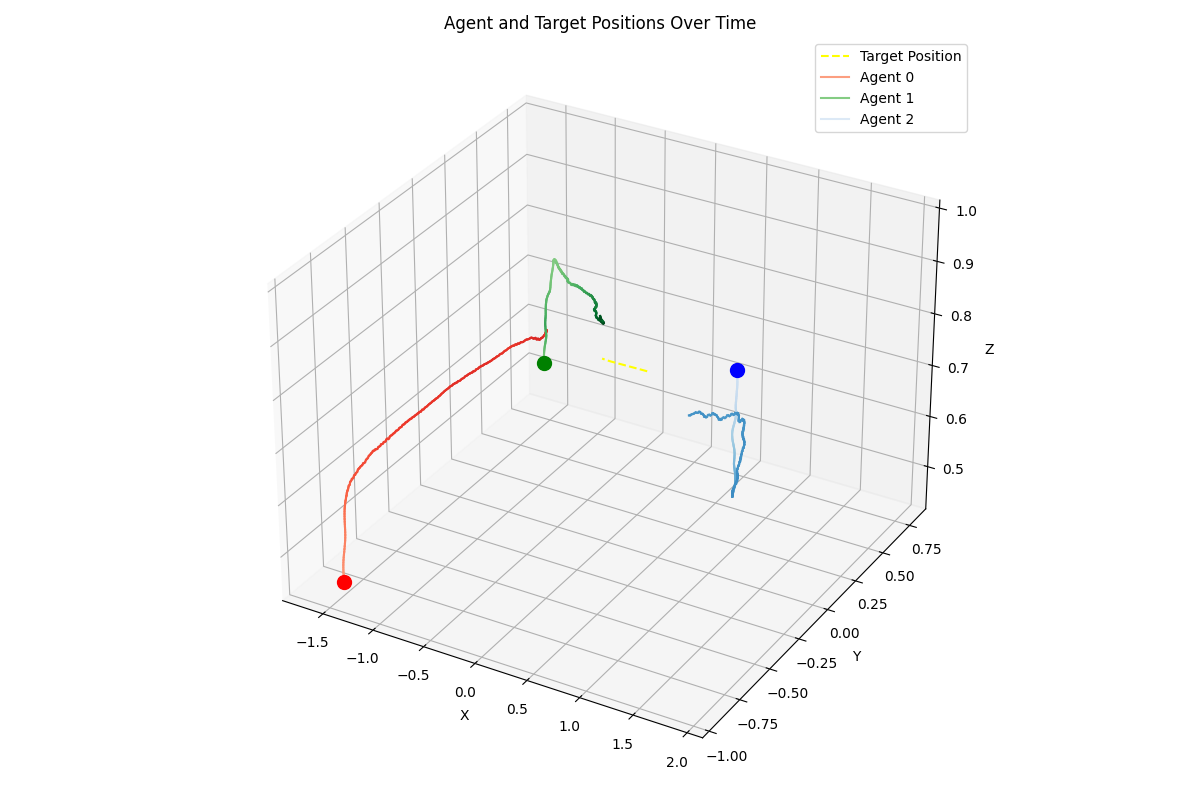 Agent and Target Positions Over Time
Target Position
Agent 0
Agent 1
Agent 2
1.0
0.9
0.8
Z
0.7
0.6
0.5
0.75
0.50
0.25
0.00
Y
−0.25
−0.50
−0.75
−1.00
−1.5
−1.0
−0.5
0.0
X
0.5
1.0
1.5
2.0